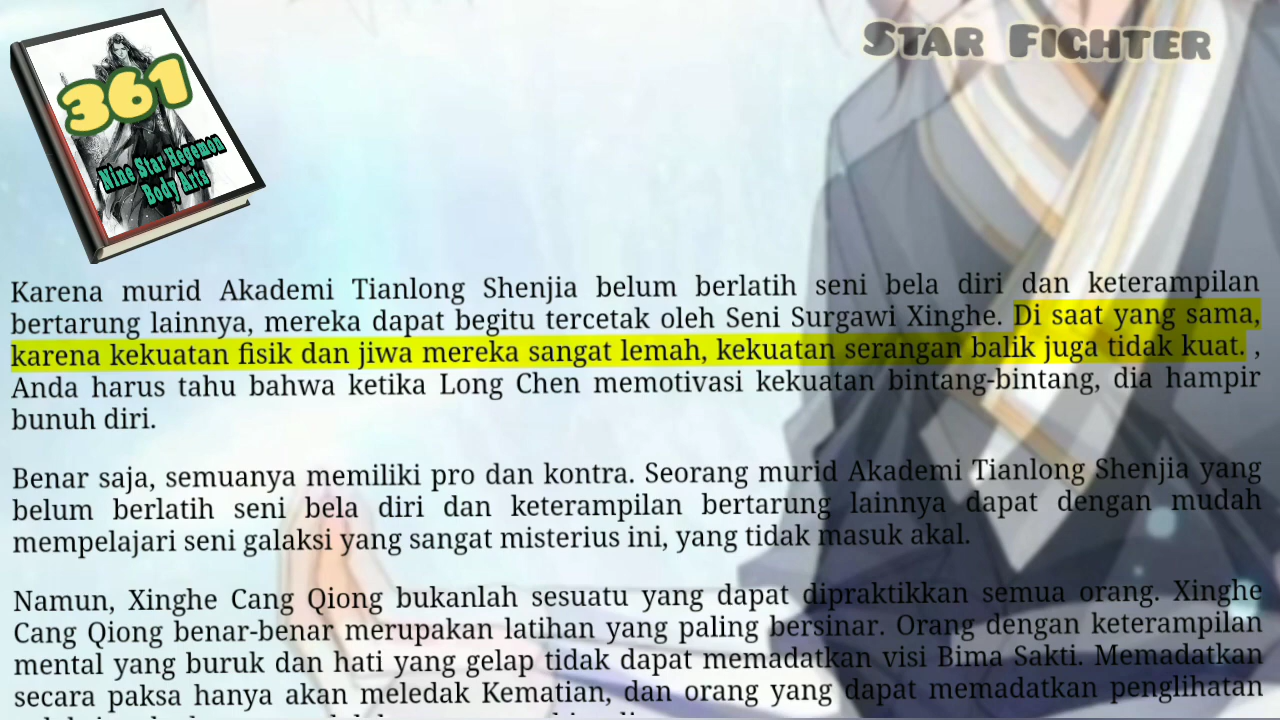 STAR FIGHTER
361
Nine Star Hegemon
Body Arts
Karena murid Akademi Tianlong Shenjia belum berlatih seni bela diri dan keterampilan
bertarung lainnya, mereka dapat begitu tercetak oleh Seni Surgawi Xinghe. Di saat yang sama,
karena kekuatan fisik dan jiwa mereka sangat lemah, kekuatan serangan balik juga tidak kuat. ,
Anda harus tahu bahwa ketika Long Chen memotivasi kekuatan bintang-bintang, dia hampir
bunuh diri.
Benar saja, semuanya memiliki pro dan kontra. Seorang murid Akademi Tianlong Shenjia yang
belum berlatih seni bela diri dan keterampilan bertarung lainnya dapat dengan mudah
mempelajari seni galaksi yang sangat misterius ini, yang tidak masuk akal.
Namun, Xinghe Cang Qiong bukanlah sesuatu yang dapat dipraktikkan semua orang. Xinghe
Cang Qiong benar-benar merupakan latihan yang paling bersinar. Orang dengan keterampilan
mental yang buruk dan hati yang gelap tidak dapat memadatkan visi Bima Sakti. Memadatkan
secara paksa hanya akan meledak Kematian, dan orang yang dapat memadatkan penglihatan